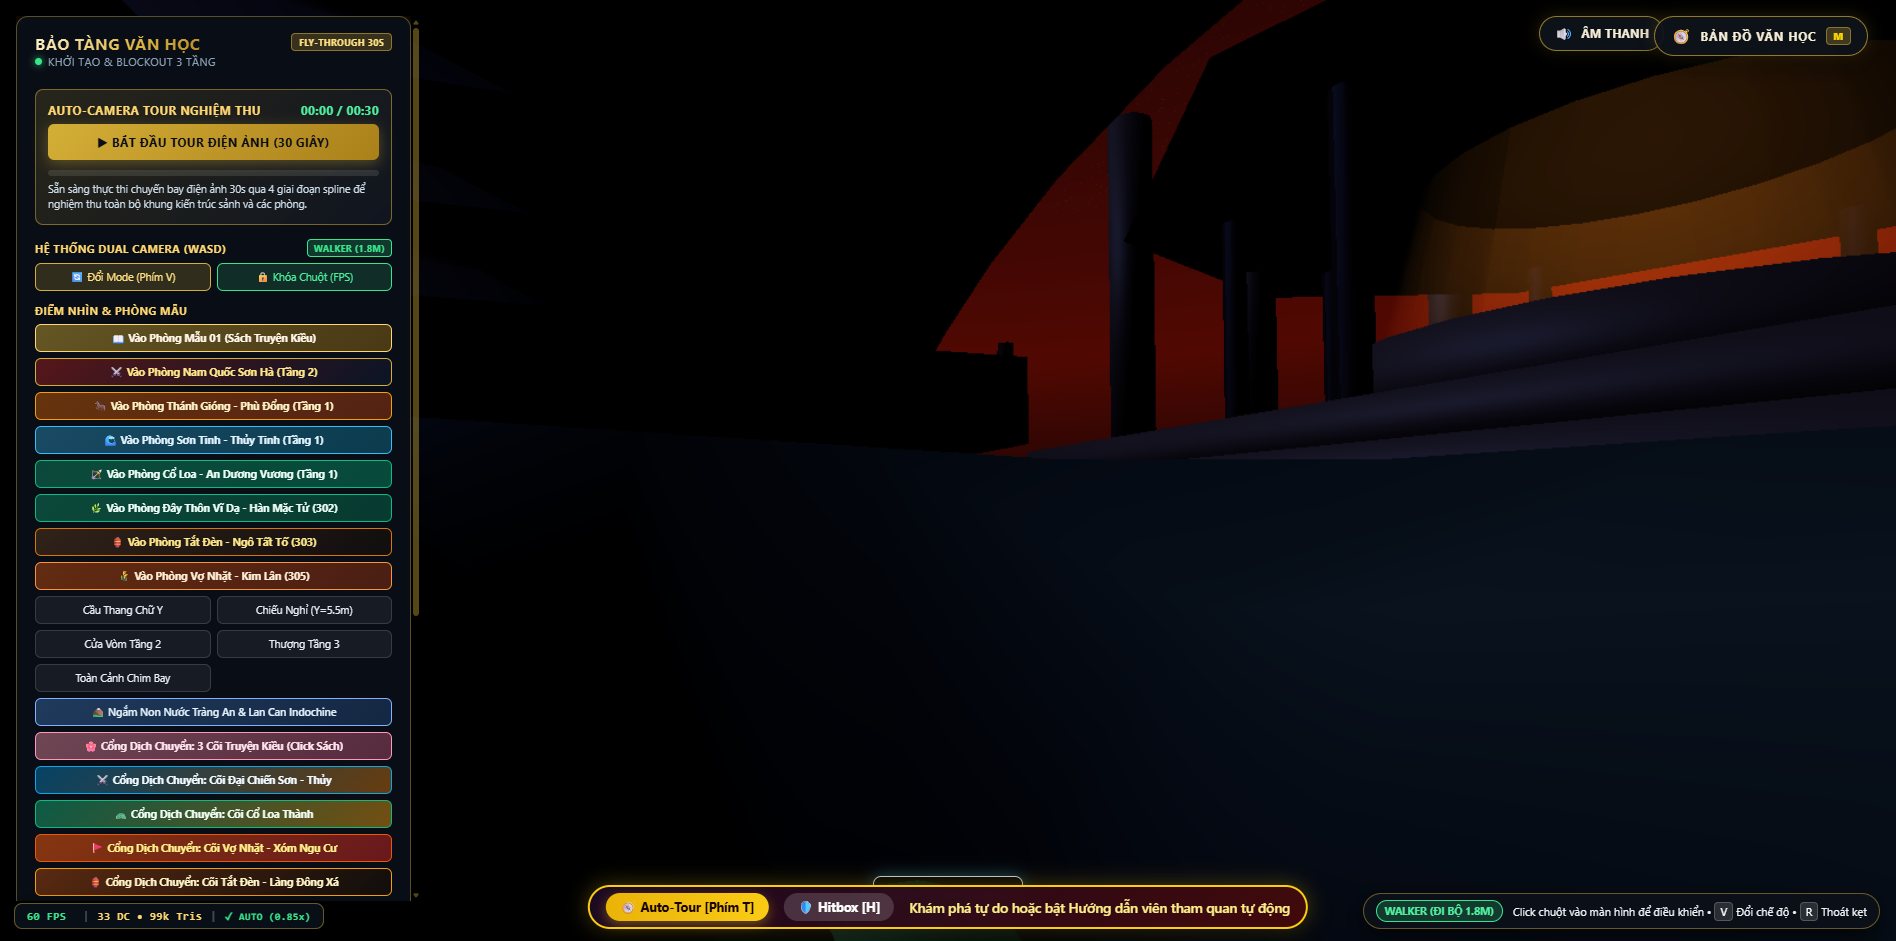 BẢO TÀNG VĂN HỌC
FLY-THROUGH 30S
KHỞI TẠO & BLOCKOUT 3 TẦNG
AUTO-CAMERA TOUR NGHIỆM THU
00:00 / 00:30
▶ BẮT ĐẦU TOUR ĐIỆN ẢNH (30 GIÂY)
Sẵn sàng thực thi chuyến bay điện ảnh 30s qua 4 giai đoạn spline để
nghiệm thu toàn bộ khung kiến trúc sảnh và các phòng.
HỆ THỐNG DUAL CAMERA (WASD)
WALKER (1.8M)
Đổi Mode (Phím V)
Khóa Chuột (FPS)
ĐIỂM NHÌN & PHÒNG MẪU
Vào Phòng Mẫu 01 (Sách Truyện Kiều)
Vào Phòng Nam Quốc Sơn Hà (Tầng 2)
Vào Phòng Thánh Gióng - Phù Đổng (Tầng 1)
Vào Phòng Sơn Tinh - Thủy Tinh (Tầng 1)
Vào Phòng Cổ Loa - An Dương Vương (Tầng 1)
Vào Phòng Đây Thôn Vĩ Dạ - Hàn Mặc Tử (302)
Vào Phòng Tắt Đèn - Ngô Tất Tố (303)
Vào Phòng Vợ Nhặt - Kim Lân (305)
Cầu Thang Chữ Y
Chiếu Nghỉ (Y=5.5m)
Cửa Vòm Tầng 2
Thượng Tầng 3
Toàn Cảnh Chim Bay
Ngắm Non Nước Tràng An & Lan Can Indochine
Cổng Dịch Chuyển: 3 Cõi Truyện Kiều (Click Sách)
Cổng Dịch Chuyển: Cõi Đại Chiến Sơn - Thủy
Cổng Dịch Chuyển: Cõi Cổ Loa Thành
Cổng Dịch Chuyển: Cõi Vợ Nhặt - Xóm Ngụ Cư
Cổng Dịch Chuyển: Cõi Tắt Đèn - Làng Đông Xá
60 FPS | 33 DC • 99k Tris | ✓ AUTO (0.85x)
ÂM THANH
BẢN ĐỒ VĂN HỌC M
Auto-Tour [Phím T]
Hitbox [H]
Khám phá tự do hoặc bật Hướng dẫn viên tham quan tự động
WALKER (ĐI BỘ 1.8M)
Click chuột vào màn hình để điều khiển • V Đổi chế độ • R Thoát kẹt